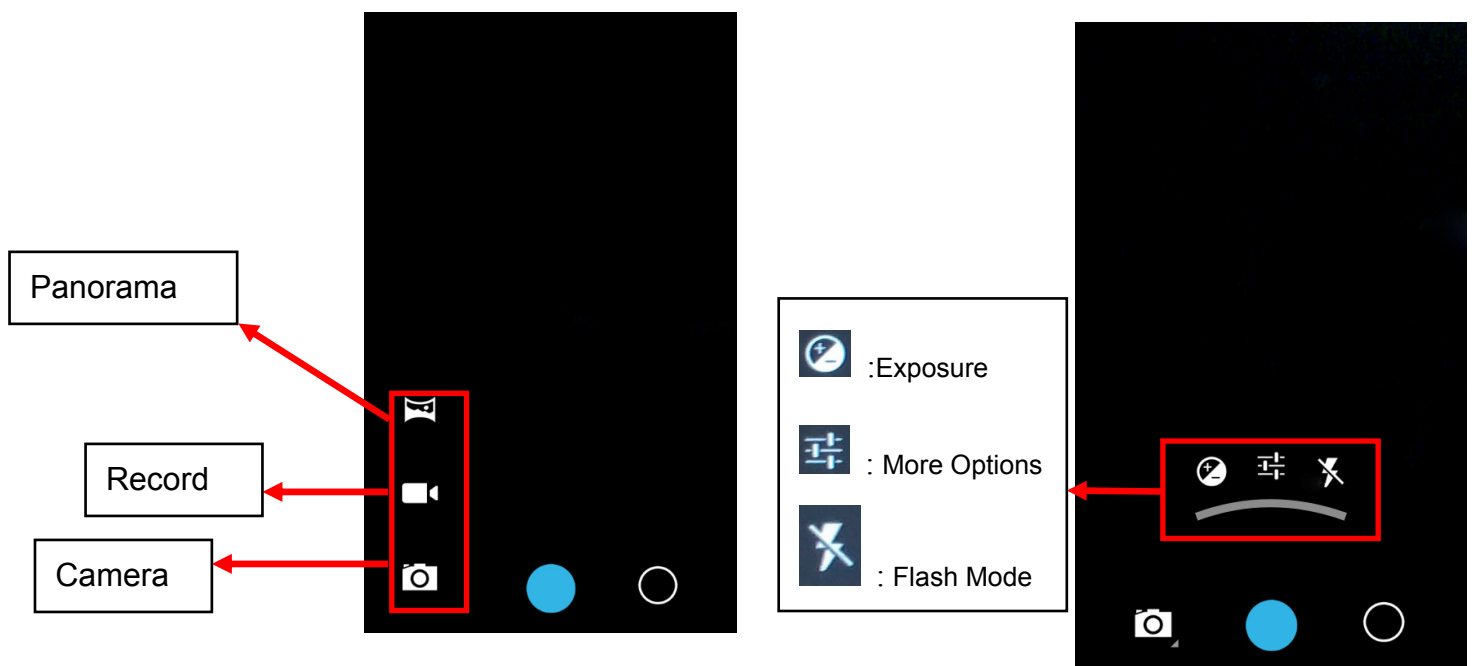 Panorama
Record
Camera
:Exposure
: More Options
: Flash Mode